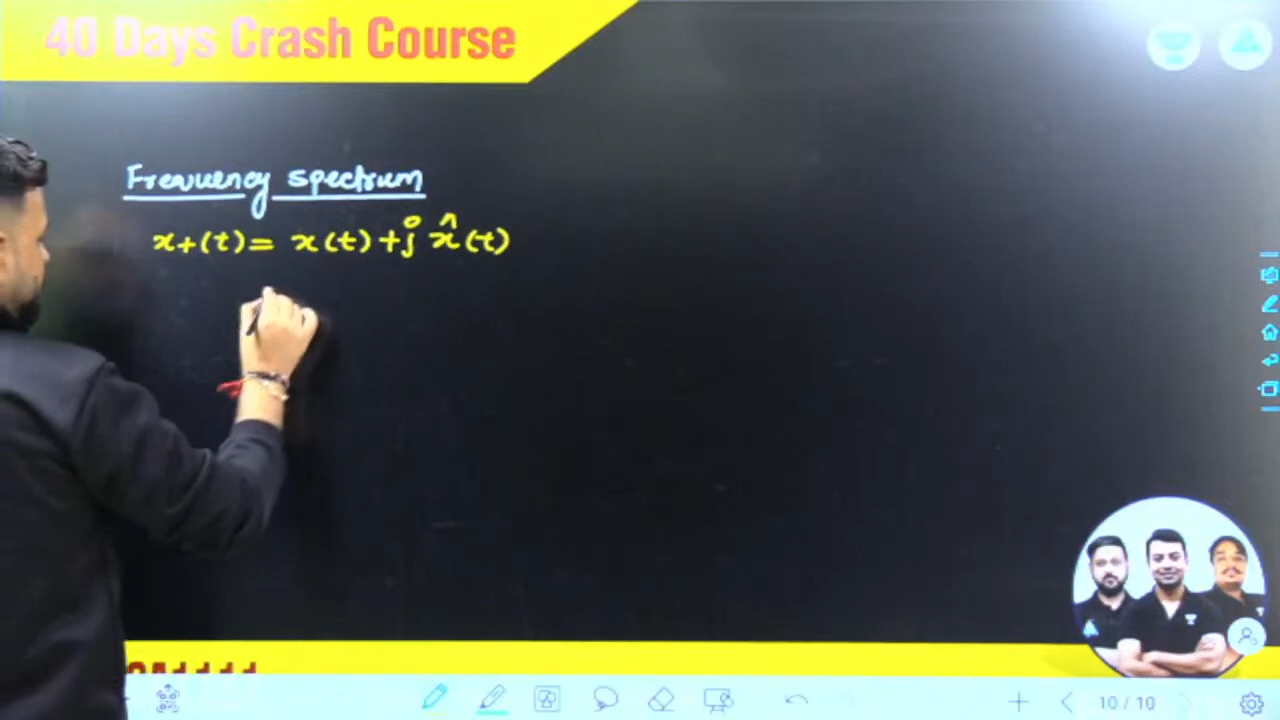 40 Days Crash Course
Frequency spectrum
x+(t) = x(t) + j x̂(t)
10 / 10